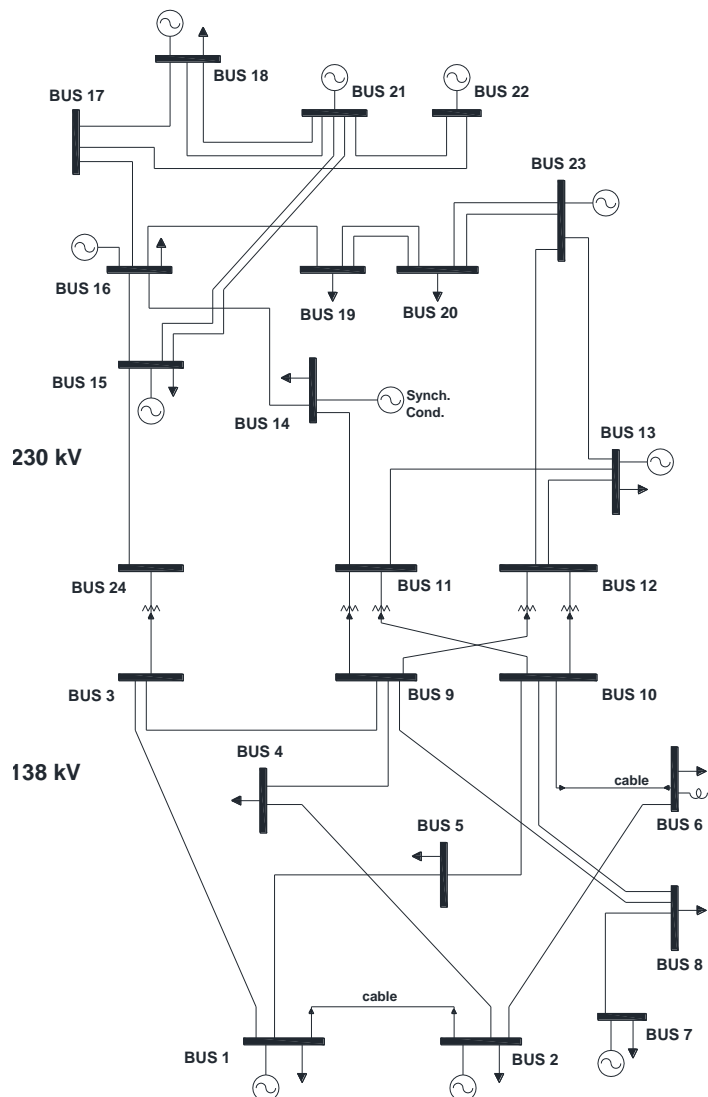 BUS 18
BUS 21
BUS 22
BUS 17
BUS 23
BUS 16
BUS 19
BUS 20
BUS 15
BUS 14
Synch.
Cond.
BUS 13
230 kV
BUS 24
BUS 11
BUS 12
BUS 3
BUS 9
BUS 10
BUS 4
138 kV
cable
BUS 6
BUS 5
BUS 8
cable
BUS 1
BUS 2
BUS 7